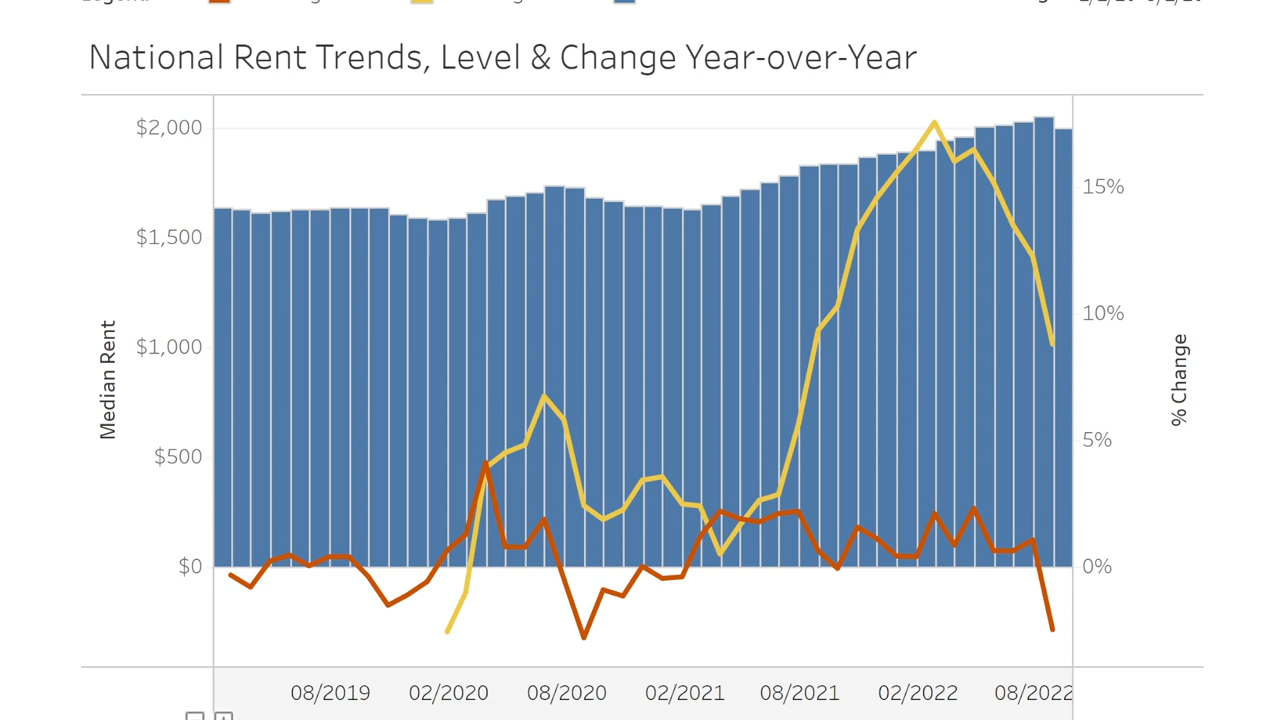 National Rent Trends, Level & Change Year-over-Year
$2,000
$1,500
$1,000
$500
$0
Median Rent
15%
10%
5%
0%
% Change
08/2019 02/2020 08/2020 02/2021 08/2021 02/2022 08/2022